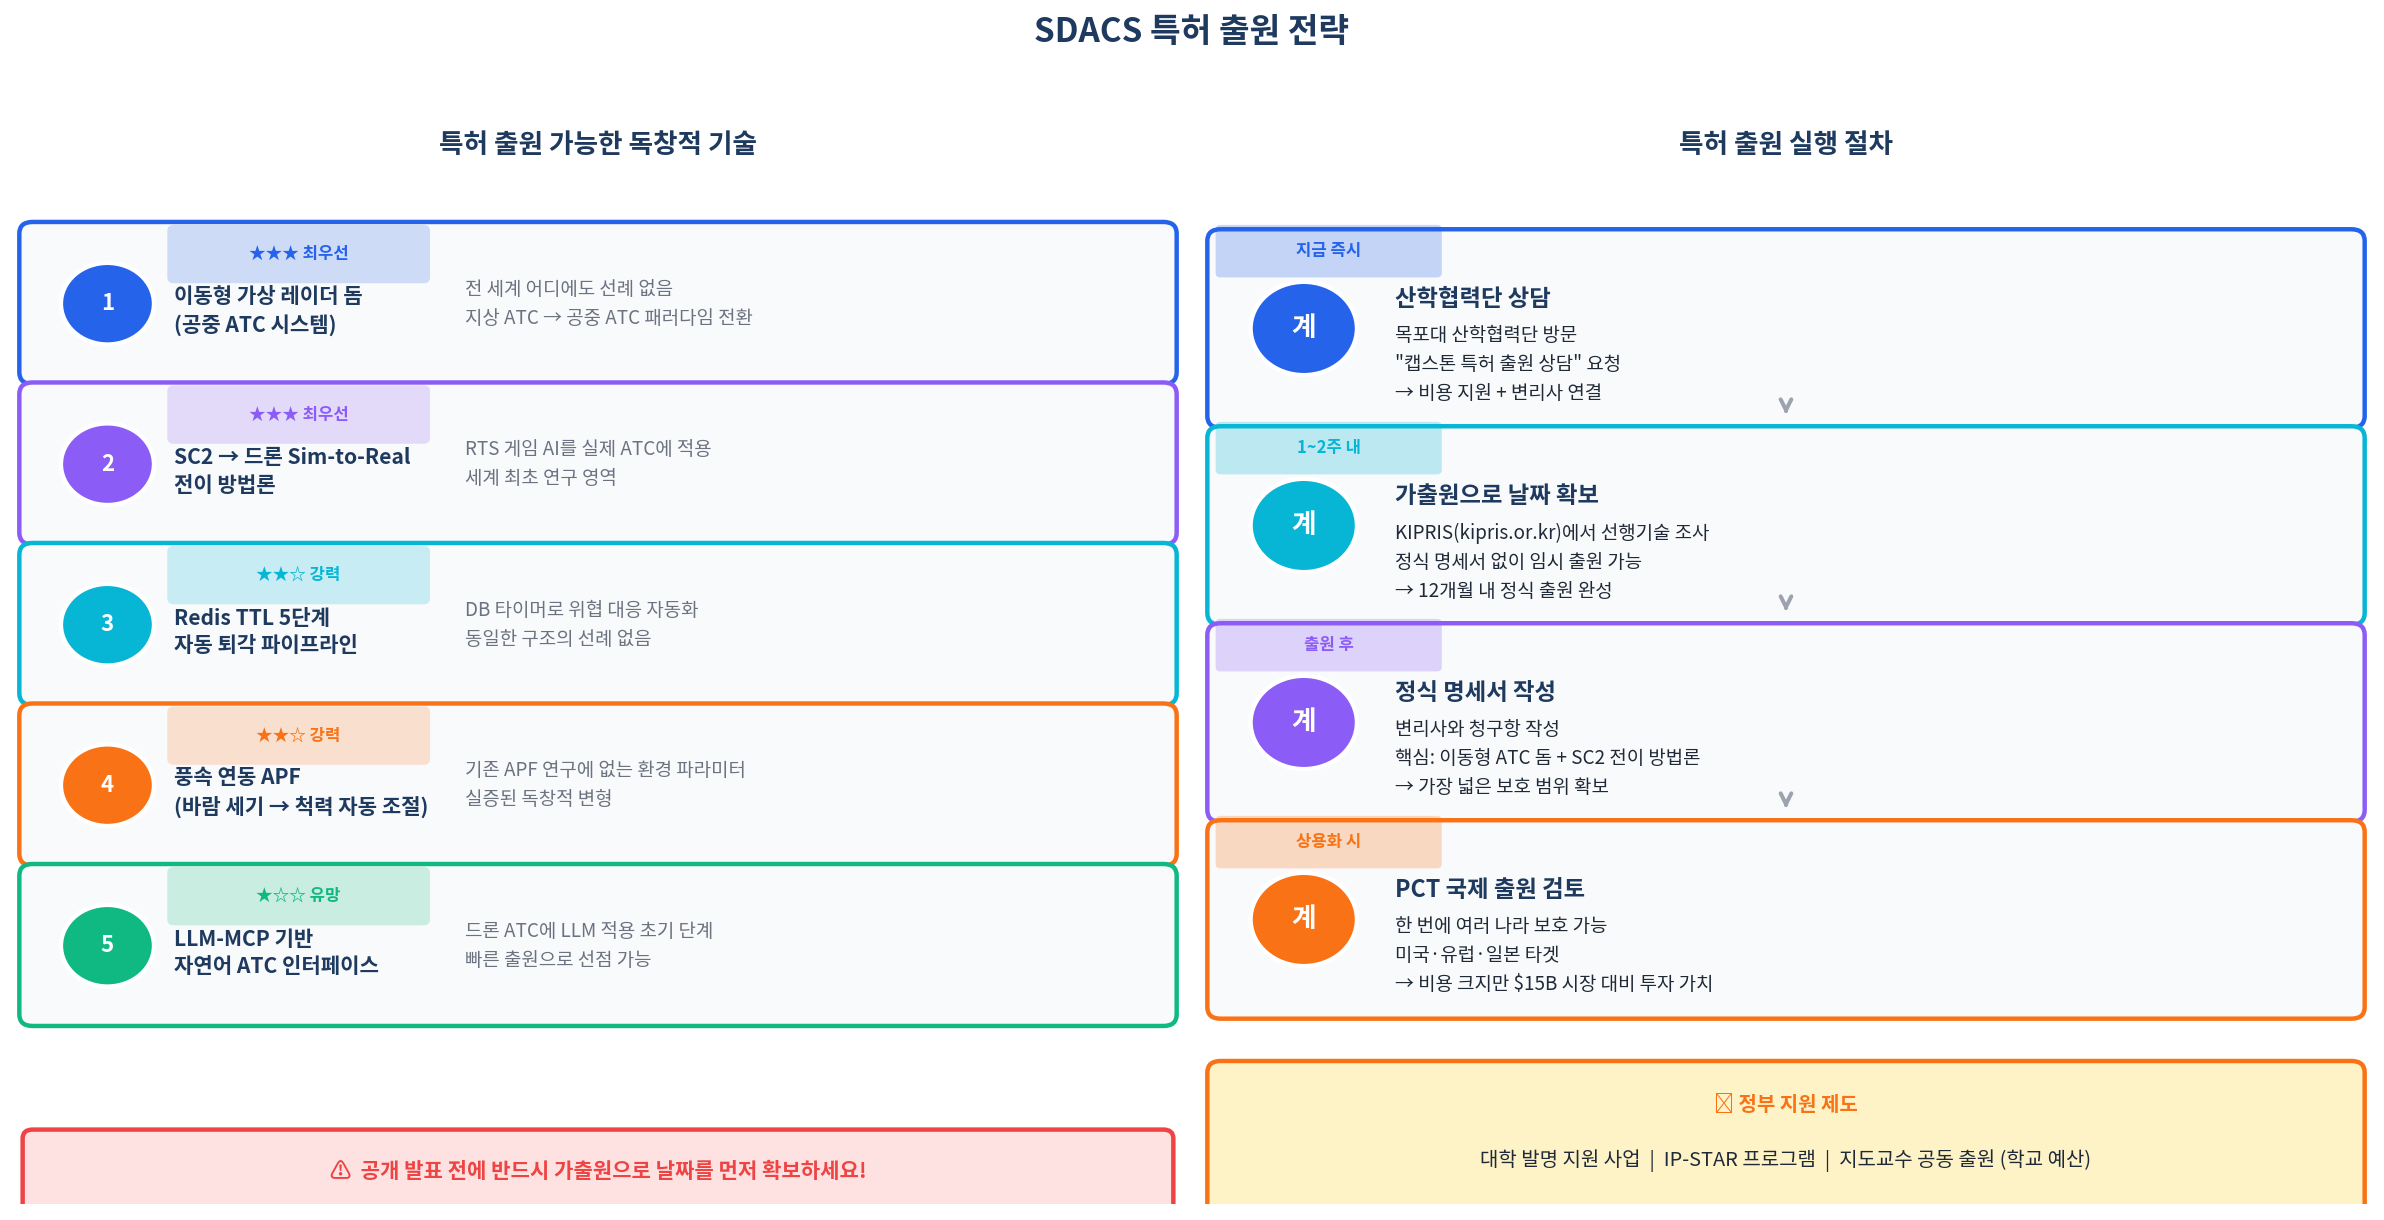 SDACS 특허 출원 전략
특허 출원 가능한 독창적 기술
★★★ 최우선
1
이동형 가상 레이더 돔
(공중 ATC 시스템)
전 세계 어디에도 선례 없음
지상 ATC → 공중 ATC 패러다임 전환
★★★ 최우선
2
SC2 → 드론 Sim-to-Real
전이 방법론
RTS 게임 AI를 실제 ATC에 적용
세계 최초 연구 영역
★★☆ 강력
3
Redis TTL 5단계
자동 퇴각 파이프라인
DB 타이머로 위협 대응 자동화
동일한 구조의 선례 없음
★★☆ 강력
4
풍속 연동 APF
(바람 세기 → 척력 자동 조절)
기존 APF 연구에 없는 환경 파라미터
실증된 독창적 변형
★☆☆ 유망
5
LLM-MCP 기반
자연어 ATC 인터페이스
드론 ATC에 LLM 적용 초기 단계
빠른 출원으로 선점 가능
⚠ 공개 발표 전에 반드시 가출원으로 날짜를 먼저 확보하세요!
특허 출원 실행 절차
지금 즉시
계
산학협력단 상담
목포대 산학협력단 방문
"캡스톤 특허 출원 상담" 요청
→ 비용 지원 + 변리사 연결
1~2주 내
계
가출원으로 날짜 확보
KIPRIS(kipris.or.kr)에서 선행기술 조사
정식 명세서 없이 임시 출원 가능
→ 12개월 내 정식 출원 완성
출원 후
계
정식 명세서 작성
변리사와 청구항 작성
핵심: 이동형 ATC 돔 + SC2 전이 방법론
→ 가장 넓은 보호 범위 확보
상용화 시
계
PCT 국제 출원 검토
한 번에 여러 나라 보호 가능
미국·유럽·일본 타겟
→ 비용 크지만 $15B 시장 대비 투자 가치
정부 지원 제도
대학 발명 지원 사업 | IP-STAR 프로그램 | 지도교수 공동 출원 (학교 예산)